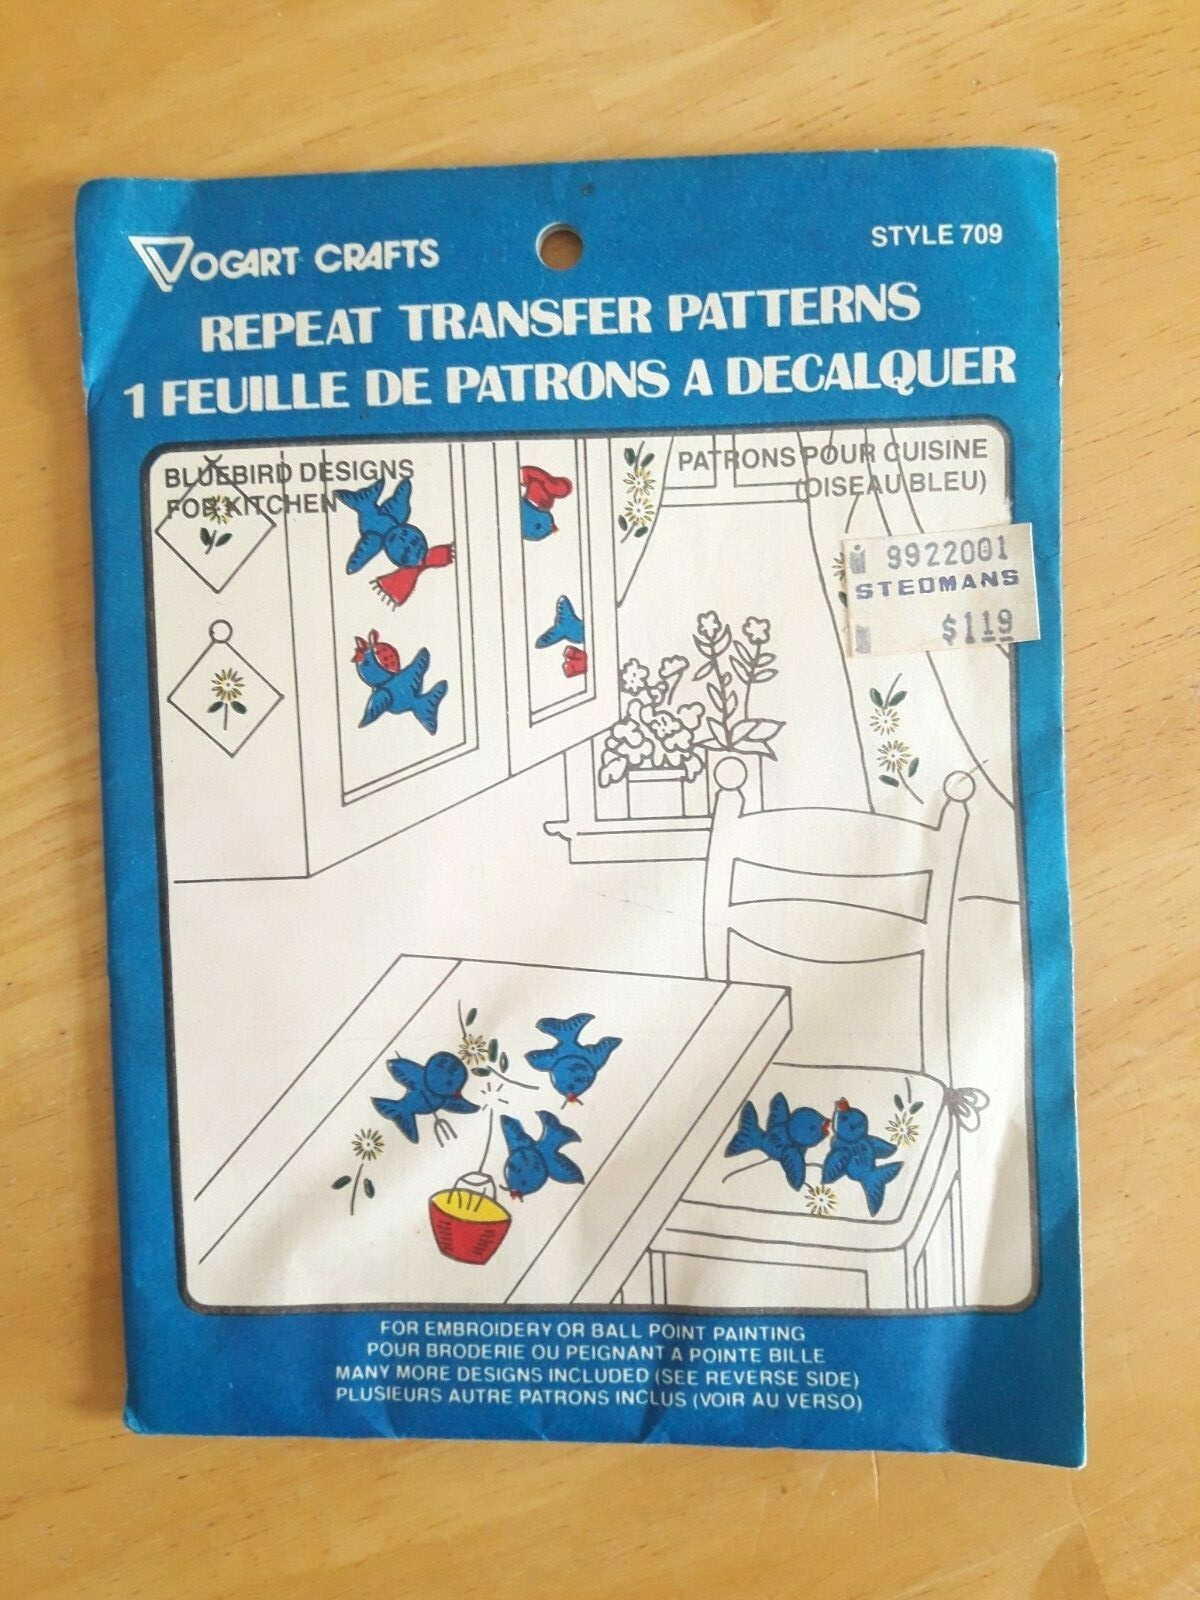 VOGART CRAFTS
STYLE 709
REPEAT TRANSFER PATTERNS
1 FEUILLE DE PATRONS A DECALQUER
BLUEBIRD DESIGNS
FOR KITCHEN
PATRONS POUR CUISINE
(OISEAU BLEU)
9922001
STEDMANS
$1.19
FOR EMBROIDERY OR BALL POINT PAINTING
POUR BRODERIE OU PEIGNANT A POINTE BILLE
MANY MORE DESIGNS INCLUDED (SEE REVERSE SIDE)
PLUSIEURS AUTRE PATRONS INCLUS (VOIR AU VERSO)